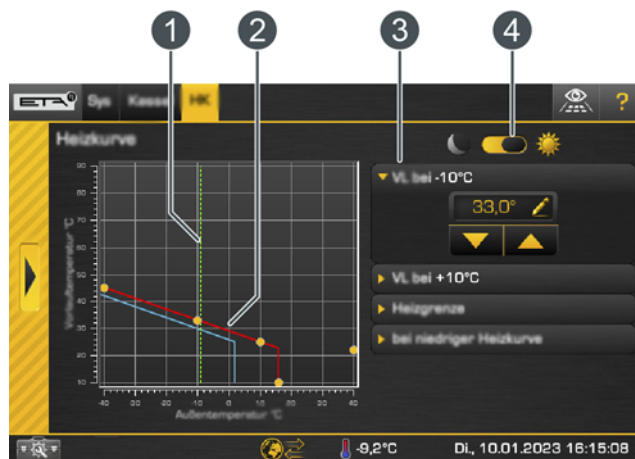 1 2 3 4
ETA Sys Kessel HK ?
Heizkurve
VL bei -10°C
33,0°
VL bei +10°C
Heizgrenze
bei niedriger Heizkurve
Vorlauftemperatur °C
90
80
70
60
50
40
30
20
10
-40 -30 -20 -10 0 10 20 30 40
Außentemperatur °C
-9,2°C Di., 10.01.2023 16:15:08